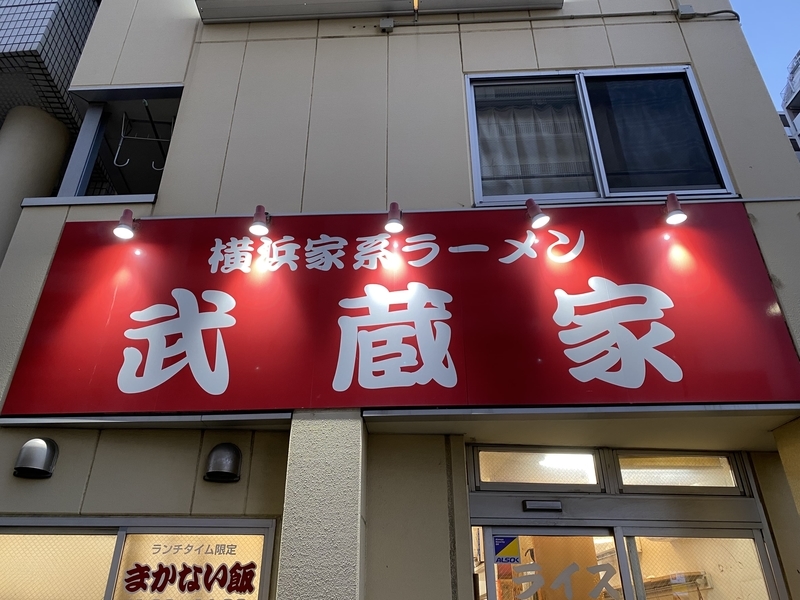 横浜家系ラーメン
武蔵家
ランチタイム限定
まかない飯
ALSOK
ライス